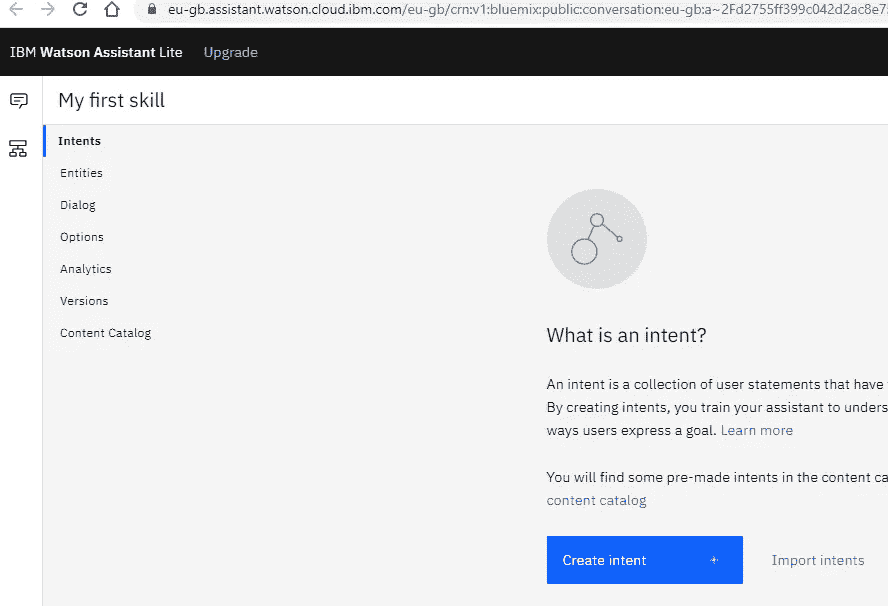 eu-gb.assistant.watson.cloud.ibm.com/eu-gb/crn:v1:bluemix:public:conversation:eu-gb:a~2Fd2755ff399c042d2ac8e7
IBM Watson Assistant Lite Upgrade
My first skill
Intents
Entities
Dialog
Options
Analytics
Versions
Content Catalog
What is an intent?
An intent is a collection of user statements that have
By creating intents, you train your assistant to unders
ways users express a goal. Learn more
You will find some pre-made intents in the content ca
content catalog
Create intent +
Import intents